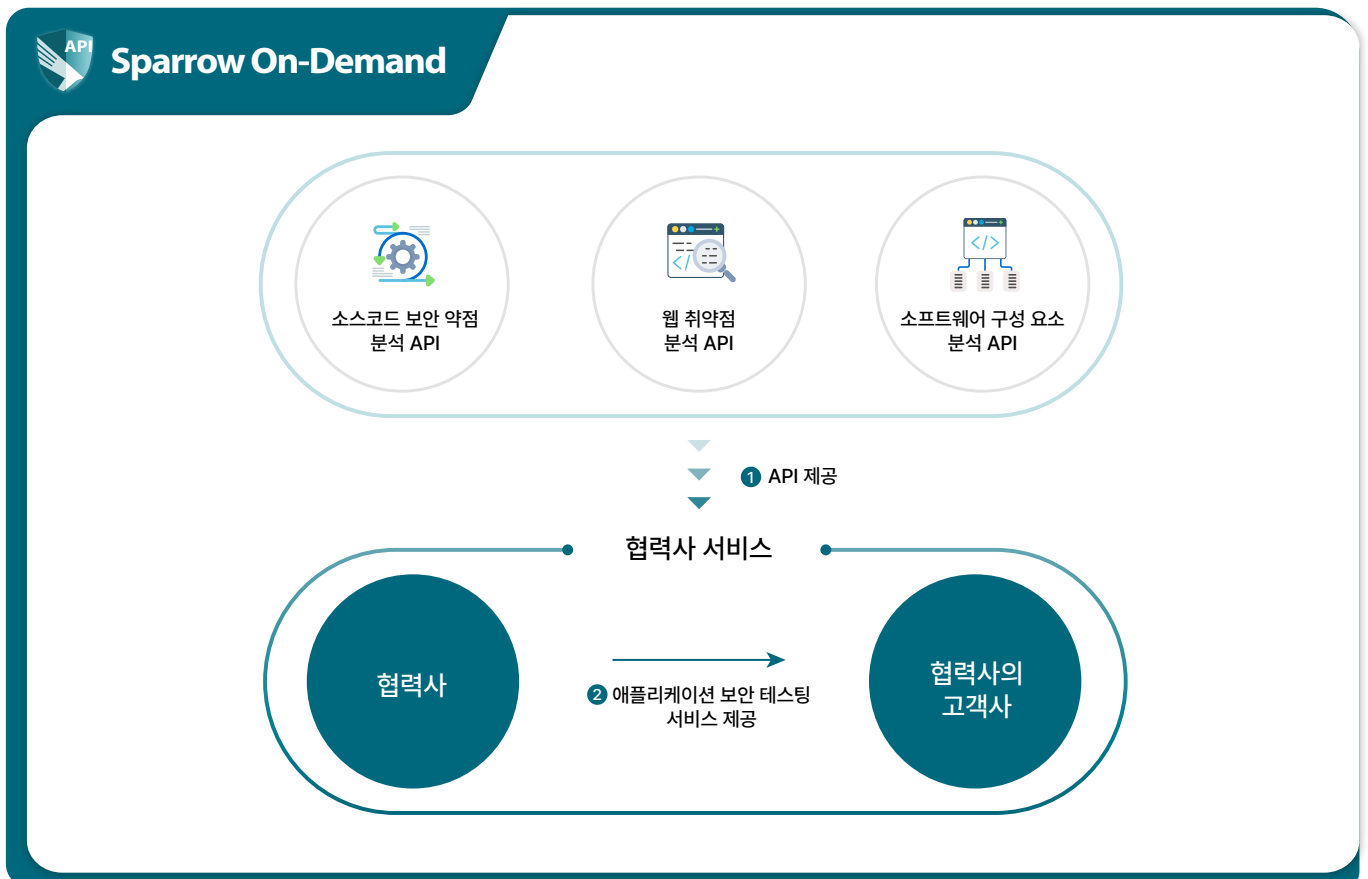 API
Sparrow On-Demand
소스코드 보안 약점
분석 API
웹 취약점
분석 API
소프트웨어 구성 요소
분석 API
1 API 제공
협력사 서비스
협력사
2 애플리케이션 보안 테스팅
서비스 제공
협력사의
고객사